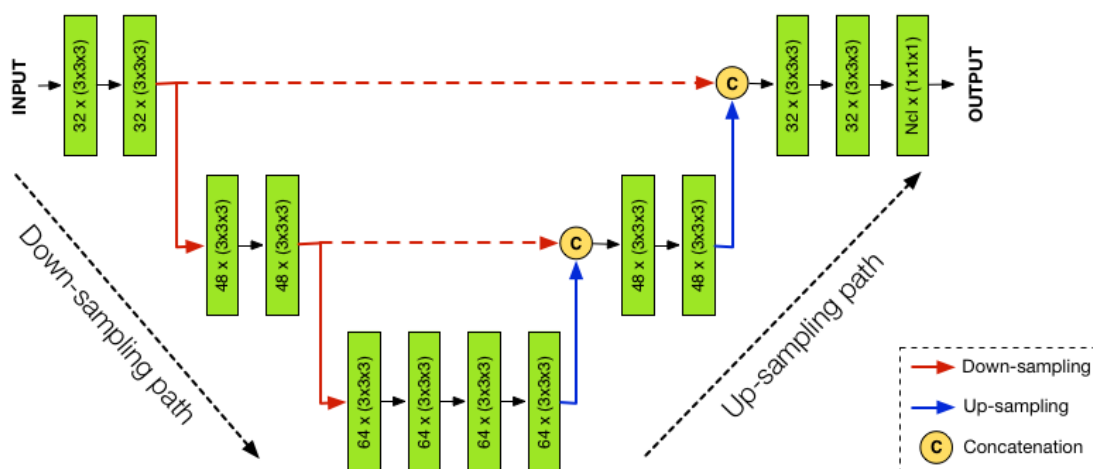 INPUT
32 x (3x3x3)
32 x (3x3x3)
C
32 x (3x3x3)
32 x (3x3x3)
Ncl x (1x1x1)
OUTPUT
48 x (3x3x3)
48 x (3x3x3)
C
48 x (3x3x3)
48 x (3x3x3)
64 x (3x3x3)
64 x (3x3x3)
64 x (3x3x3)
64 x (3x3x3)
Down-sampling path
Up-sampling path
Down-sampling
Up-sampling
C Concatenation